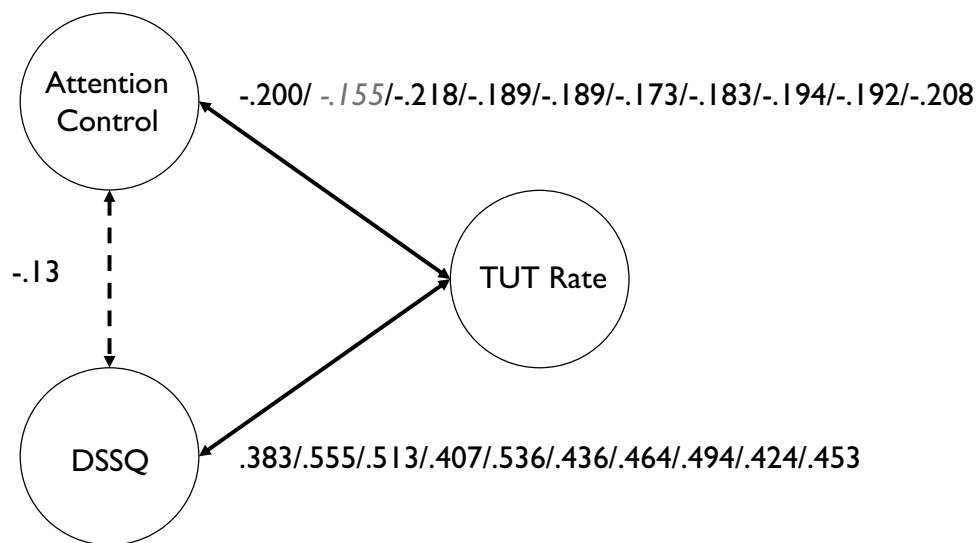 Attention
Control
-.200/ -.155/-.218/-.189/-.189/-.173/-.183/-.194/-.192/-.208
-.13
TUT Rate
DSSQ
.383/.555/.513/.407/.536/.436/.464/.494/.424/.453